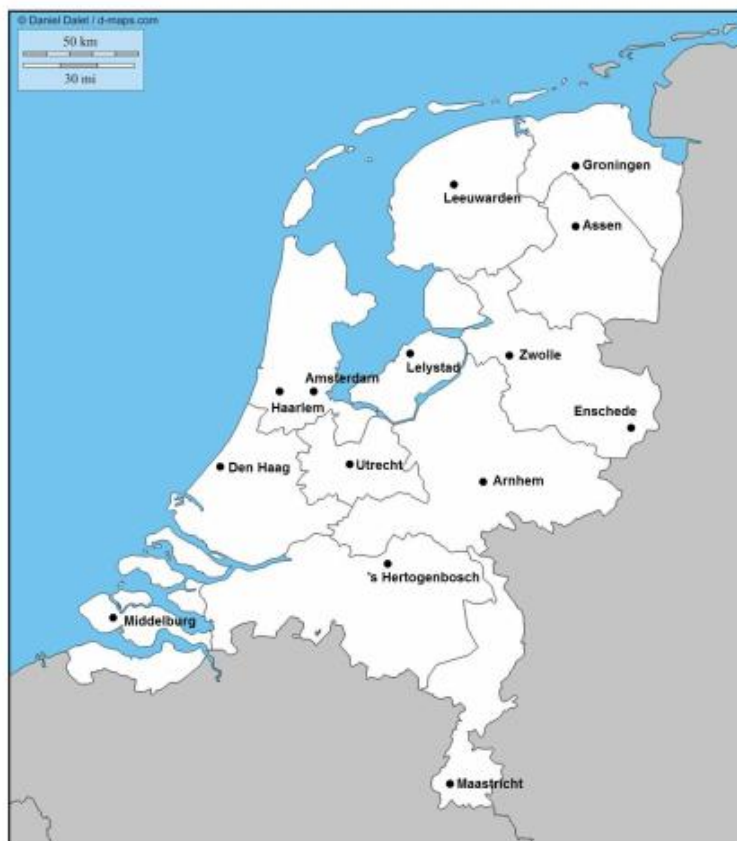 © Daniel Dalet / d-maps.com
50 km
30 mi
Groningen
Leeuwarden
Assen
Lelystad
Zwolle
Amsterdam
Haarlem
Enschede
Den Haag
Utrecht
Arnhem
's Hertogenbosch
Middelburg
Maastricht